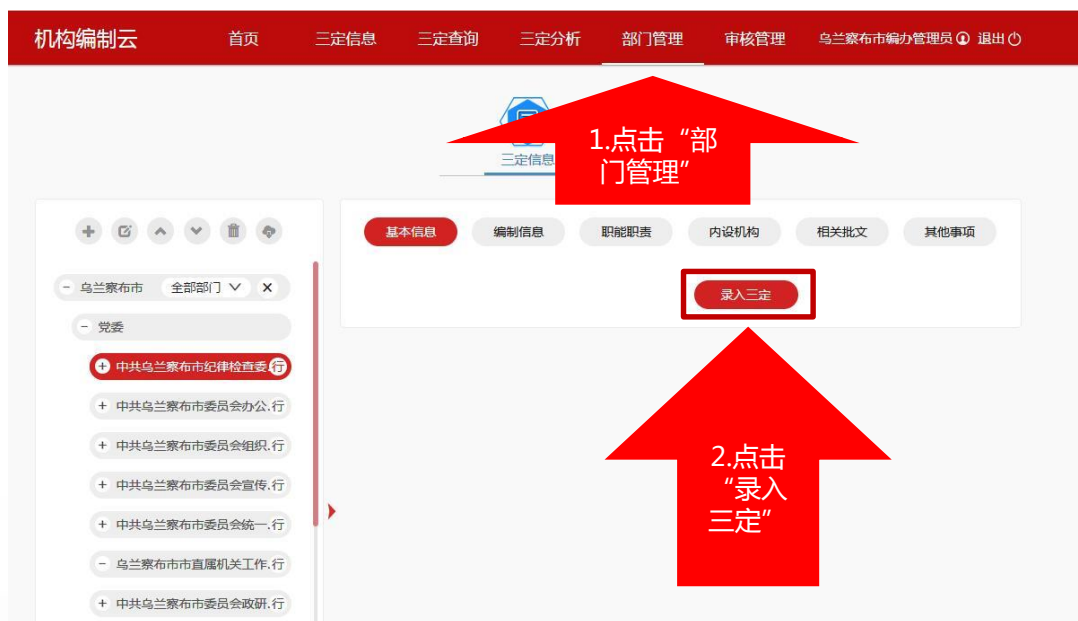 机构编制云 首页 三定信息 三定查询 三定分析 部门管理 审核管理 乌兰察布市编办管理员 退出
1.点击“部
门管理”
三定信息
基本信息 编制信息 职能职责 内设机构 相关批文 其他事项
录入三定
乌兰察布市 全部部门
党委
中共乌兰察布市纪律检查委.行
中共乌兰察布市委员会办公.行
中共乌兰察布市委员会组织.行
中共乌兰察布市委员会宣传.行
中共乌兰察布市委员会统一.行
乌兰察布市市直属机关工作.行
中共乌兰察布市委员会政研.行
2.点击
“录入
三定”